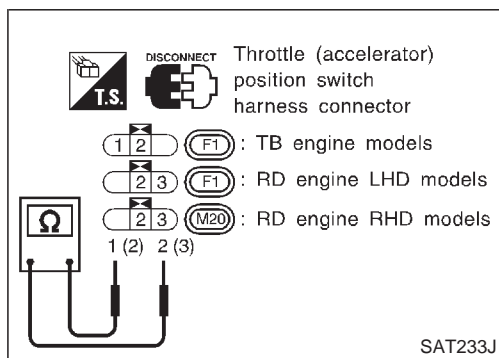 DISCONNECT
T.S.
Throttle (accelerator)
position switch
harness connector
1 2 F1 : TB engine models
2 3 F1 : RD engine LHD models
2 3 M20 : RD engine RHD models
Ω
1 (2) 2 (3)
SAT233J